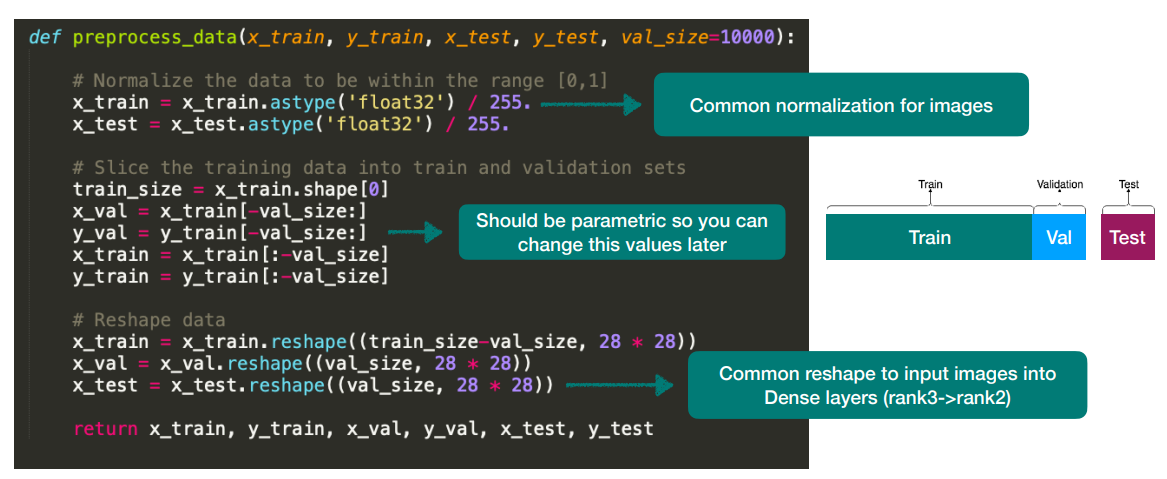 def preprocess_data(x_train, y_train, x_test, y_test, val_size=10000):
# Normalize the data to be within the range [0,1]
x_train = x_train.astype('float32') / 255.
x_test = x_test.astype('float32') / 255.
Common normalization for images
# Slice the training data into train and validation sets
train_size = x_train.shape[0]
x_val = x_train[-val_size:]
y_val = y_train[-val_size:]
x_train = x_train[:-val_size]
y_train = y_train[:-val_size]
Should be parametric so you can
change this values later
Train
Validation
Test
Train
Val
Test
# Reshape data
x_train = x_train.reshape((train_size-val_size, 28 * 28))
x_val = x_val.reshape((val_size, 28 * 28))
x_test = x_test.reshape((val_size, 28 * 28))
Common reshape to input images into
Dense layers (rank3->rank2)
return x_train, y_train, x_val, y_val, x_test, y_test